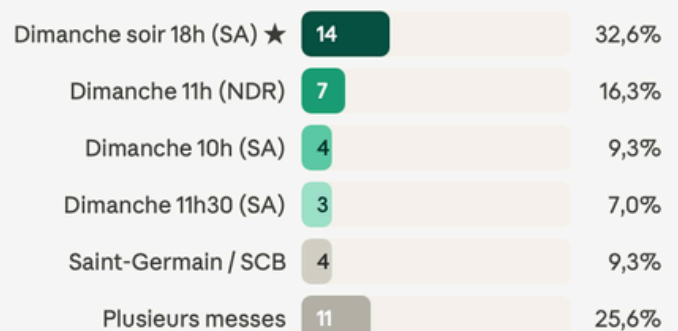 Dimanche soir 18h (SA) ★ 14 32,6%
Dimanche 11h (NDR) 7 16,3%
Dimanche 10h (SA) 4 9,3%
Dimanche 11h30 (SA) 3 7,0%
Saint-Germain / SCB 4 9,3%
Plusieurs messes 11 25,6%